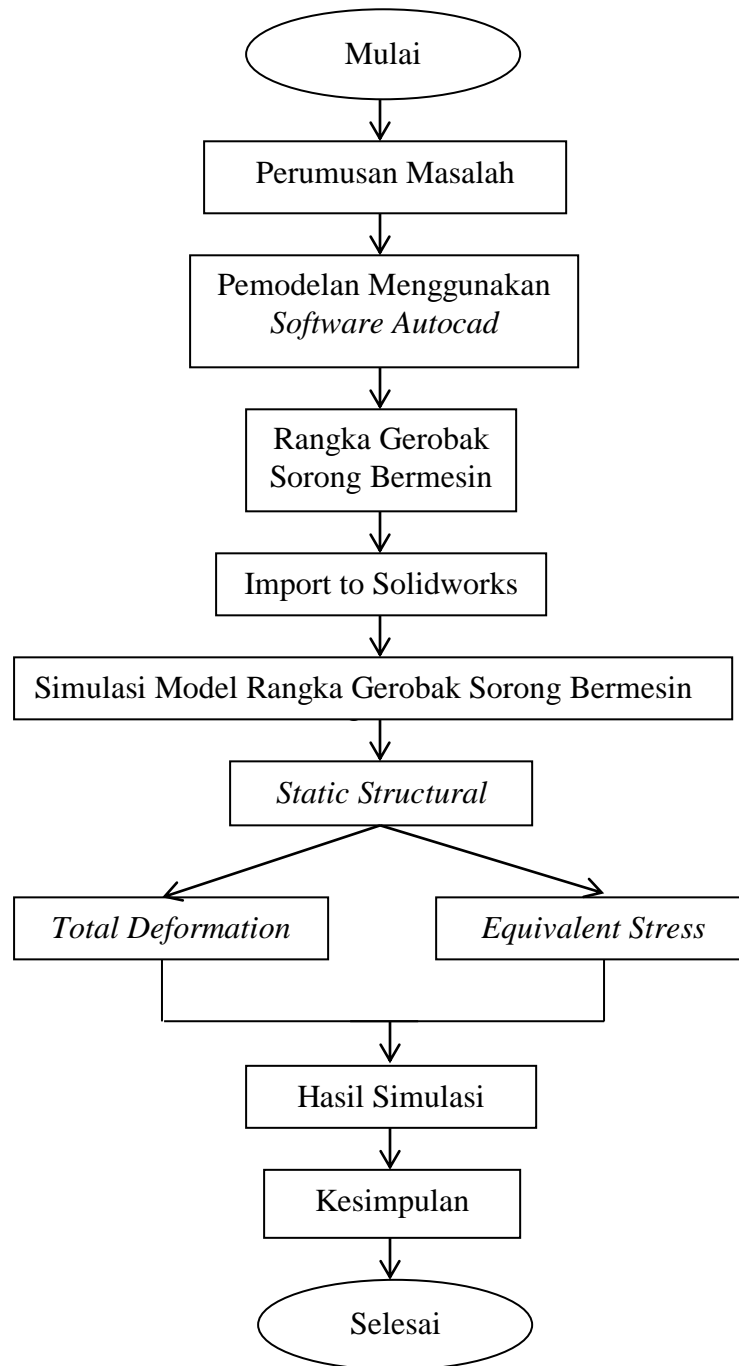 Mulai
Perumusan Masalah
Pemodelan Menggunakan
Software Autocad
Rangka Gerobak
Sorong Bermesin
Import to Solidworks
Simulasi Model Rangka Gerobak Sorong Bermesin
Static Structural
Total Deformation
Equivalent Stress
Hasil Simulasi
Kesimpulan
Selesai